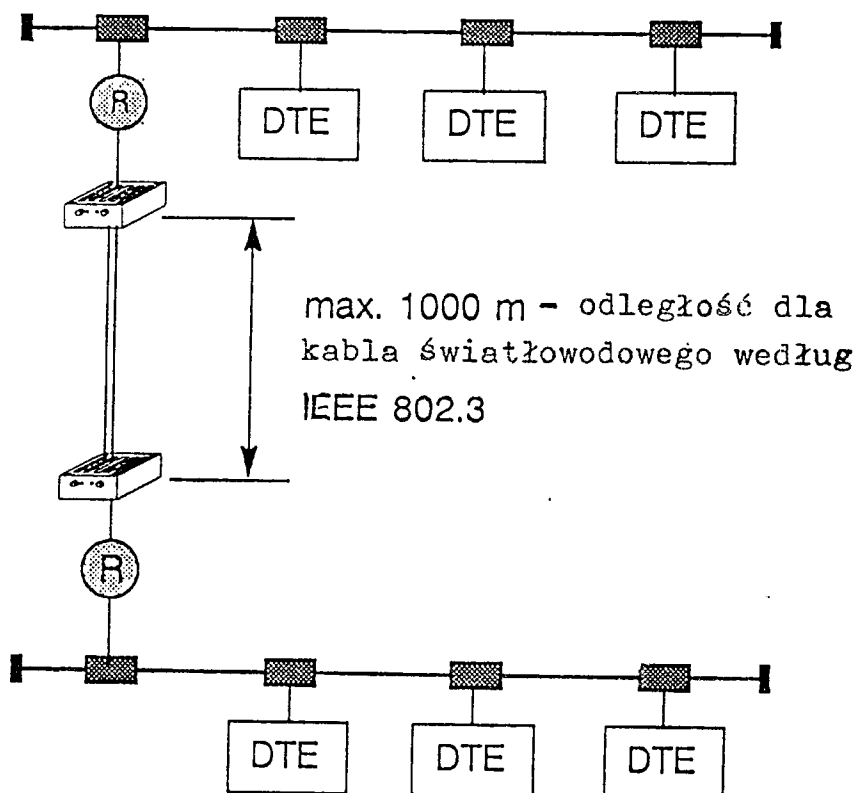 R
DTE
DTE
DTE
max. 1000 m - odległość dla
kabla światłowodowego według
IEEE 802.3
R
DTE
DTE
DTE